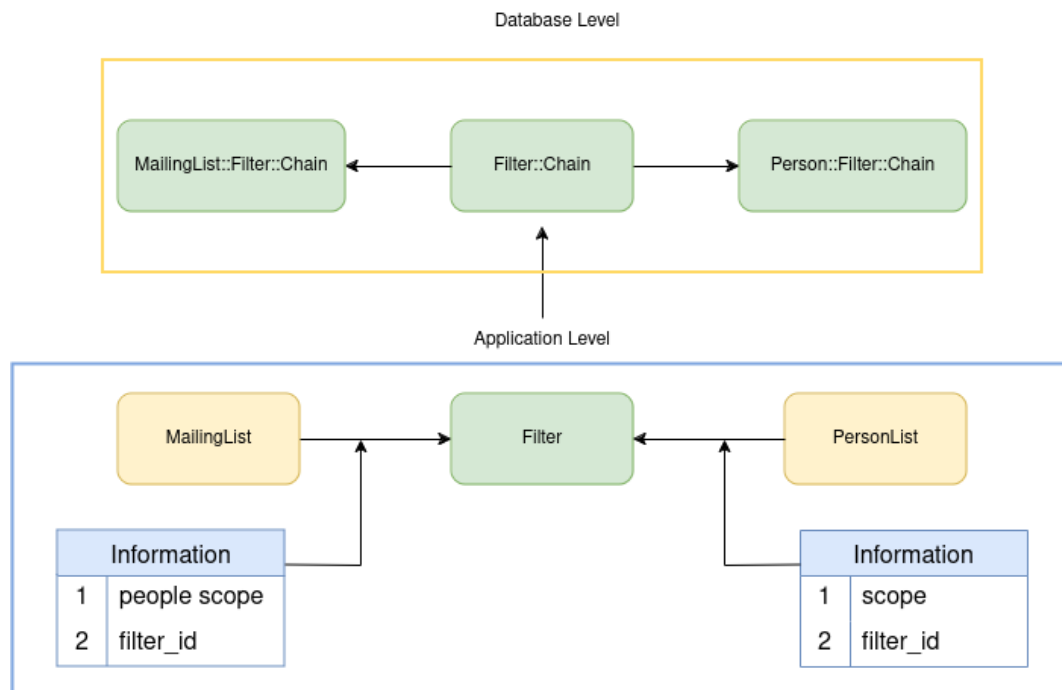 Database Level
MailingList::Filter::Chain
Filter::Chain
Person::Filter::Chain
Application Level
MailingList
Filter
PersonList
Information
1 people scope
2 filter_id
Information
1 scope
2 filter_id